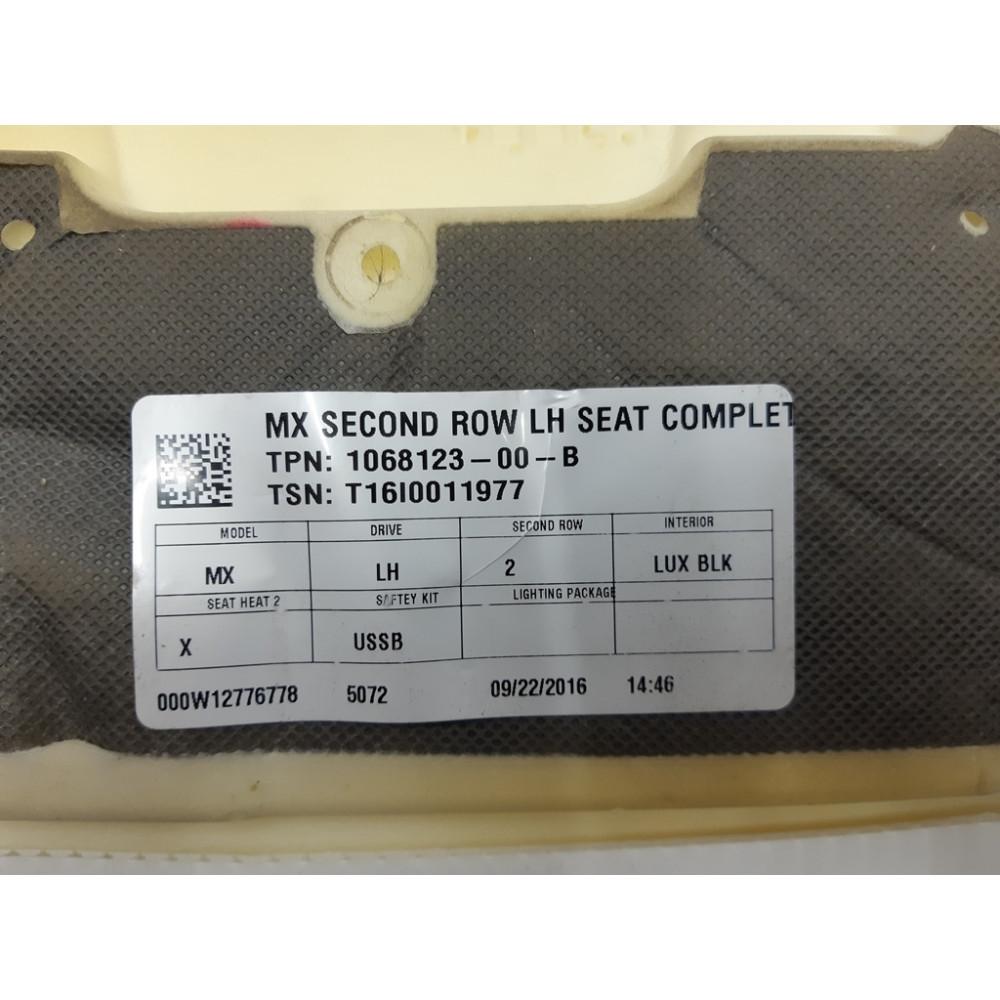 MX SECOND ROW LH SEAT COMPLET
TPN: 1068123-00-B
TSN: T16I0011977
MODEL DRIVE SECOND ROW INTERIOR
MX LH 2 LUX BLK
SEAT HEAT 2 SAFTEY KIT LIGHTING PACKAGE
X USSB
000W12776778 5072 09/22/2016 14:46